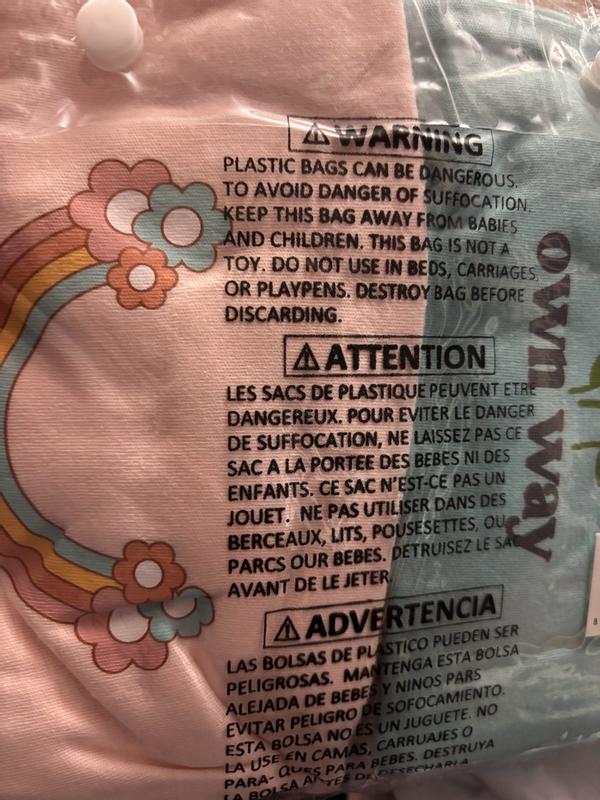 ⚠ WARNING
PLASTIC BAGS CAN BE DANGEROUS.
TO AVOID DANGER OF SUFFOCATION.
KEEP THIS BAG AWAY FROM BABIES
AND CHILDREN. THIS BAG IS NOT A
TOY. DO NOT USE IN BEDS, CARRIAGES,
OR PLAYPENS. DESTROY BAG BEFORE
DISCARDING.
⚠ ATTENTION
LES SACS DE PLASTIQUE PEUVENT ETRE
DANGEREUX. POUR EVITER LE DANGER
DE SUFFOCATION, NE LAISSEZ PAS CE
SAC A LA PORTEE DES BEBES NI DES
ENFANTS. CE SAC N'EST-CE PAS UN
JOUET. NE PAS UTILISER DANS DES
BERCEAUX, LITS, POUSESETTES, OU
PARCS OUR BEBES. DETRUISEZ LE SAC
AVANT DE LE JETER.
⚠ ADVERTENCIA
LAS BOLSAS DE PLASTICO PUEDEN SER
PELIGROSAS. MANTENGA ESTA BOLSA
ALEJADA DE BEBES Y NINOS PARS
EVITAR PELIGRO DE SOFOCAMIENTO.
ESTA BOLSA NO ES UN JUGUETE. NO
LA USE EN CAMAS, CARRUAJES O
PARA- QUES PARA BEBES. DESTRUYA
LA BOLSA ANTES DE DESECHARLA
own way
8